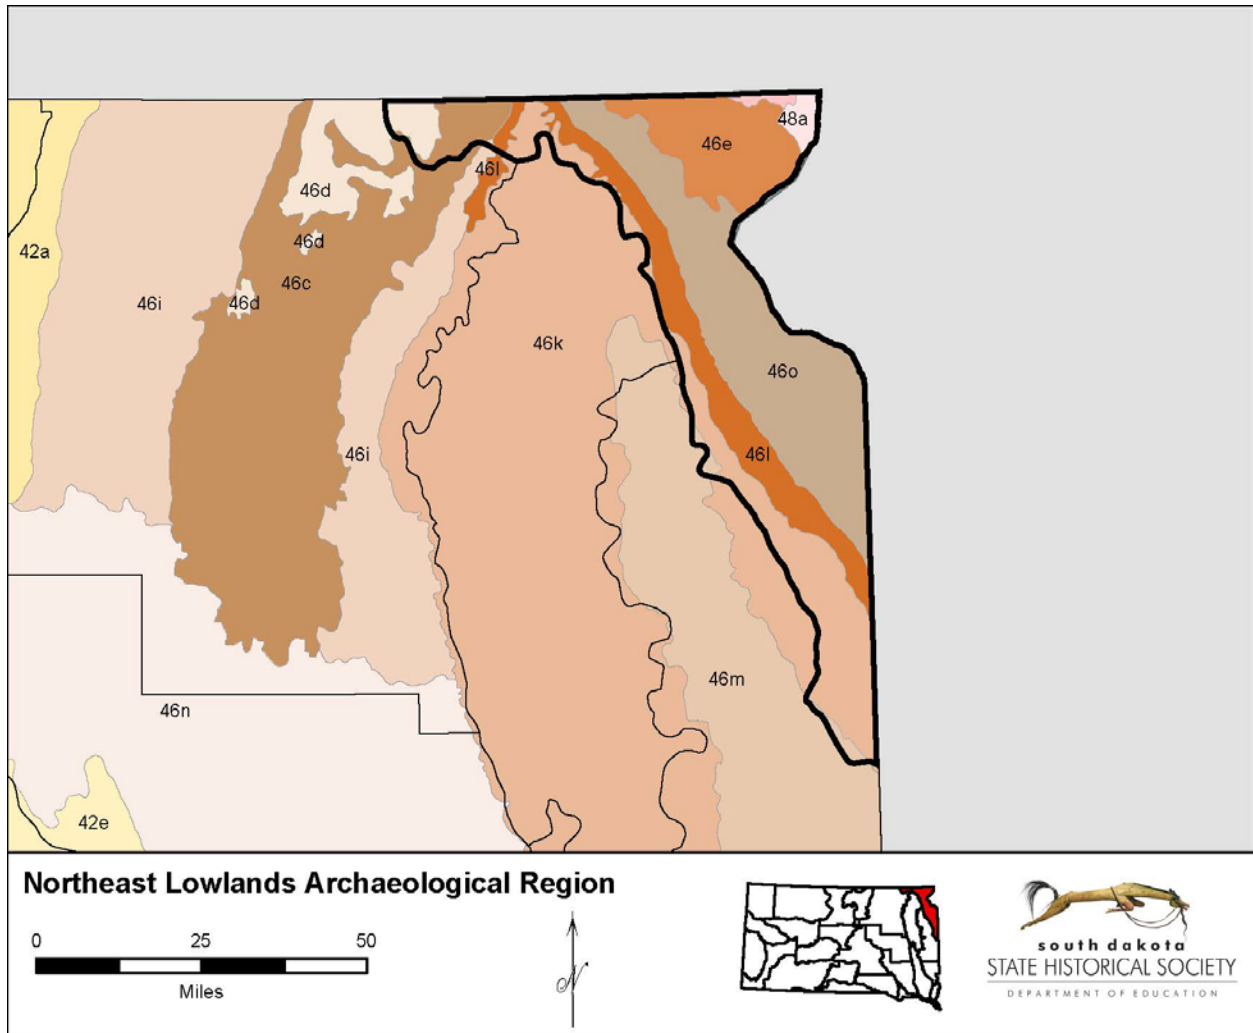 48a
46e
46l
46d
42a
46d
46c
46i
46d
46k
46o
46i
46l
46m
46n
42e
Northeast Lowlands Archaeological Region
0 25 50
Miles
N
south dakota
STATE HISTORICAL SOCIETY
DEPARTMENT OF EDUCATION